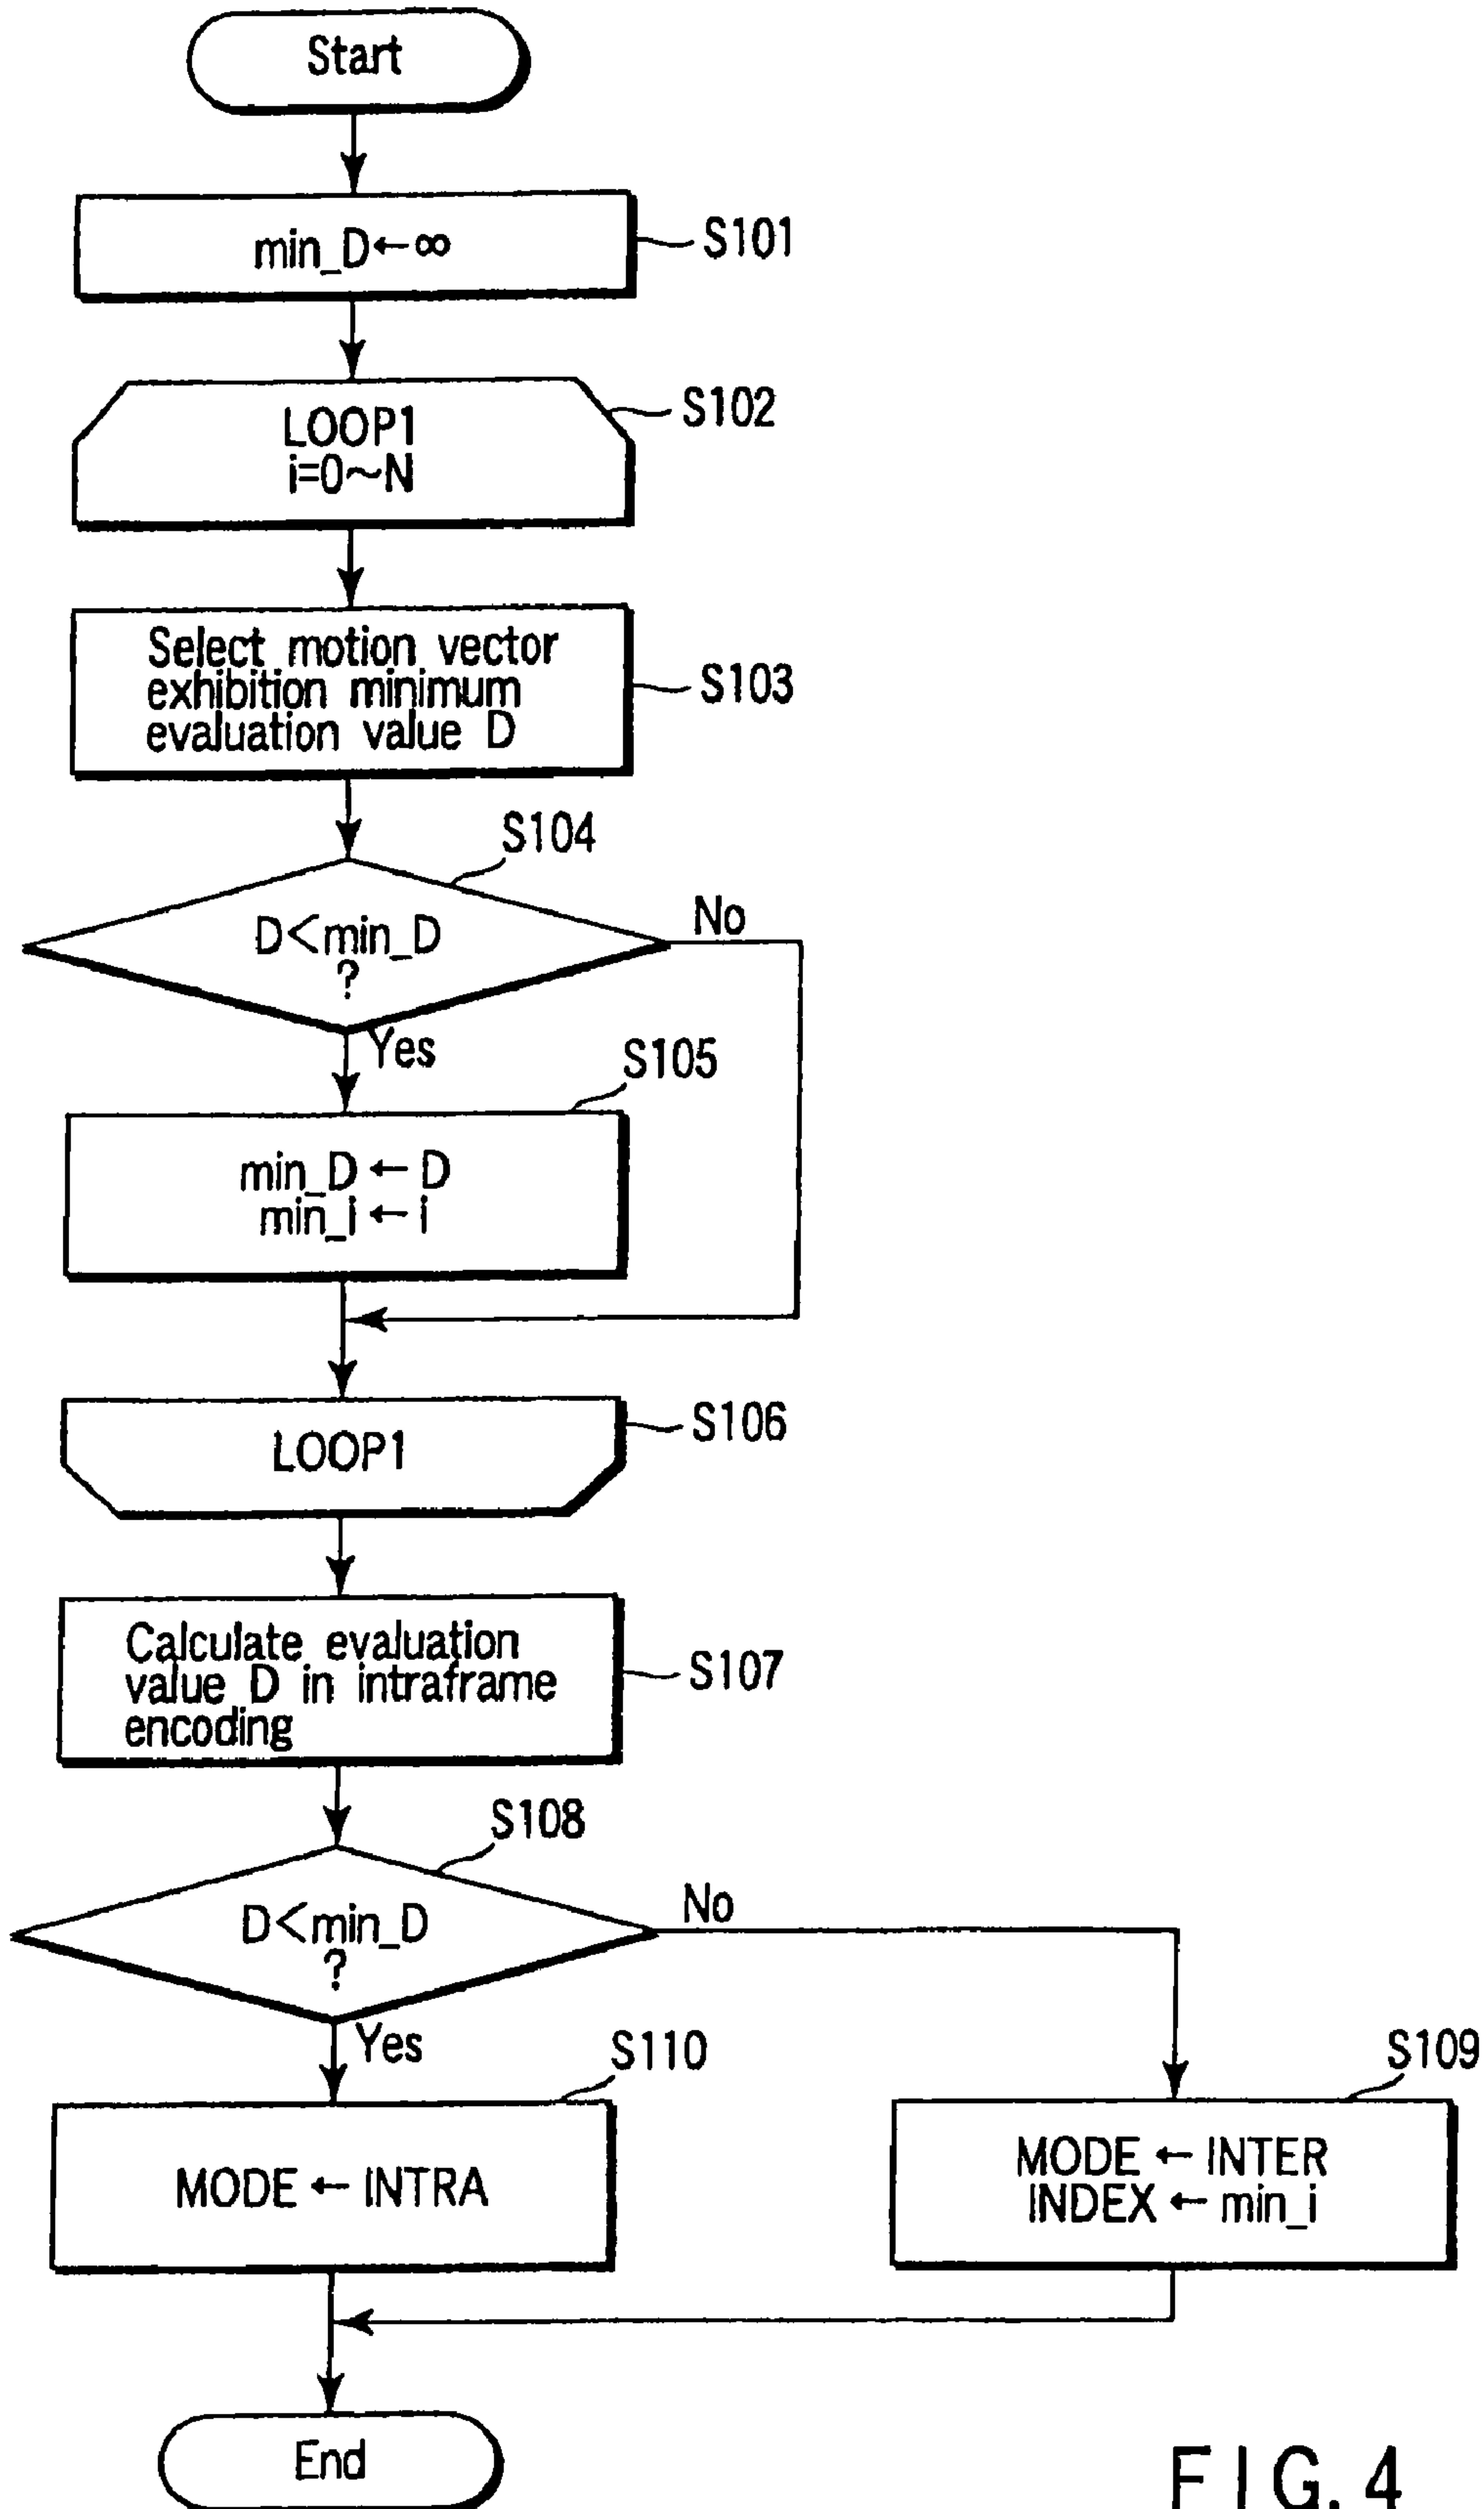 Start
min_D←∞
S101
LOOP1
i=0~N
S102
Select motion vector
exhibition minimum
evaluation value D
S103
S104
D<min_D
?
No
Yes
S105
min_D ← D
min_i ← i
LOOP1
S106
Calculate evaluation
value D in intraframe
encoding
S107
S108
D<min_D
?
No
Yes
S110
S109
MODE ← INTRA
MODE ← INTER
INDEX ← min_i
End
FIG. 4